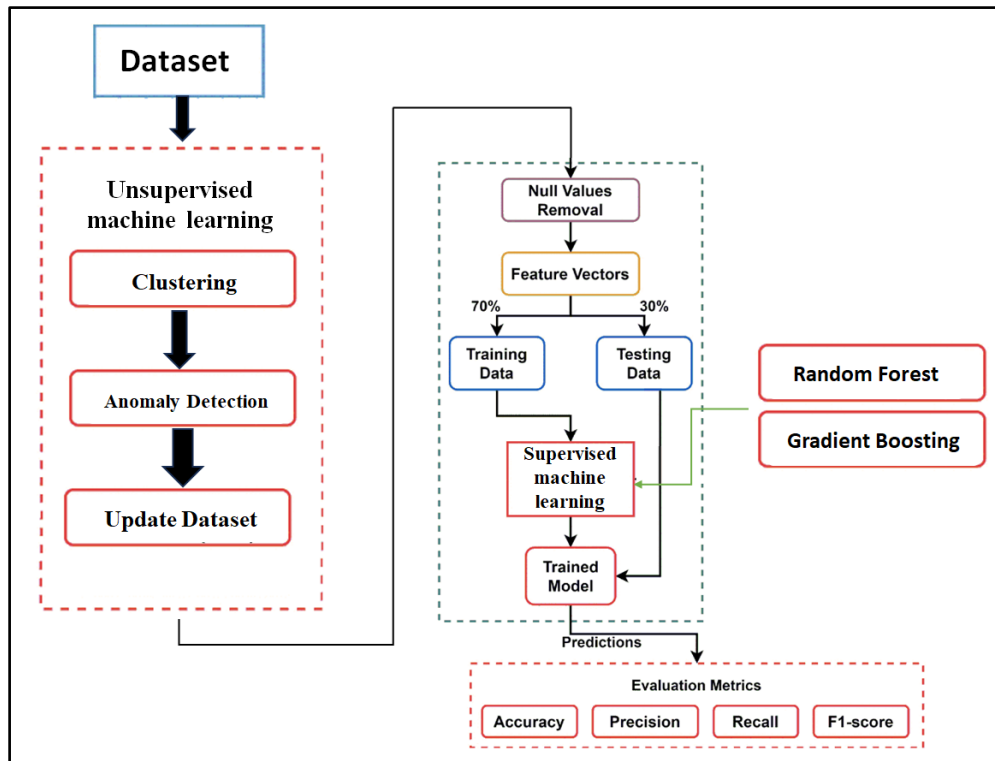 Dataset
Unsupervised
machine learning
Clustering
Anomaly Detection
Update Dataset
Null Values
Removal
Feature Vectors
70%
30%
Training
Data
Testing
Data
Supervised
machine
learning
Random Forest
Gradient Boosting
Trained
Model
Predictions
Evaluation Metrics
Accuracy
Precision
Recall
F1-score